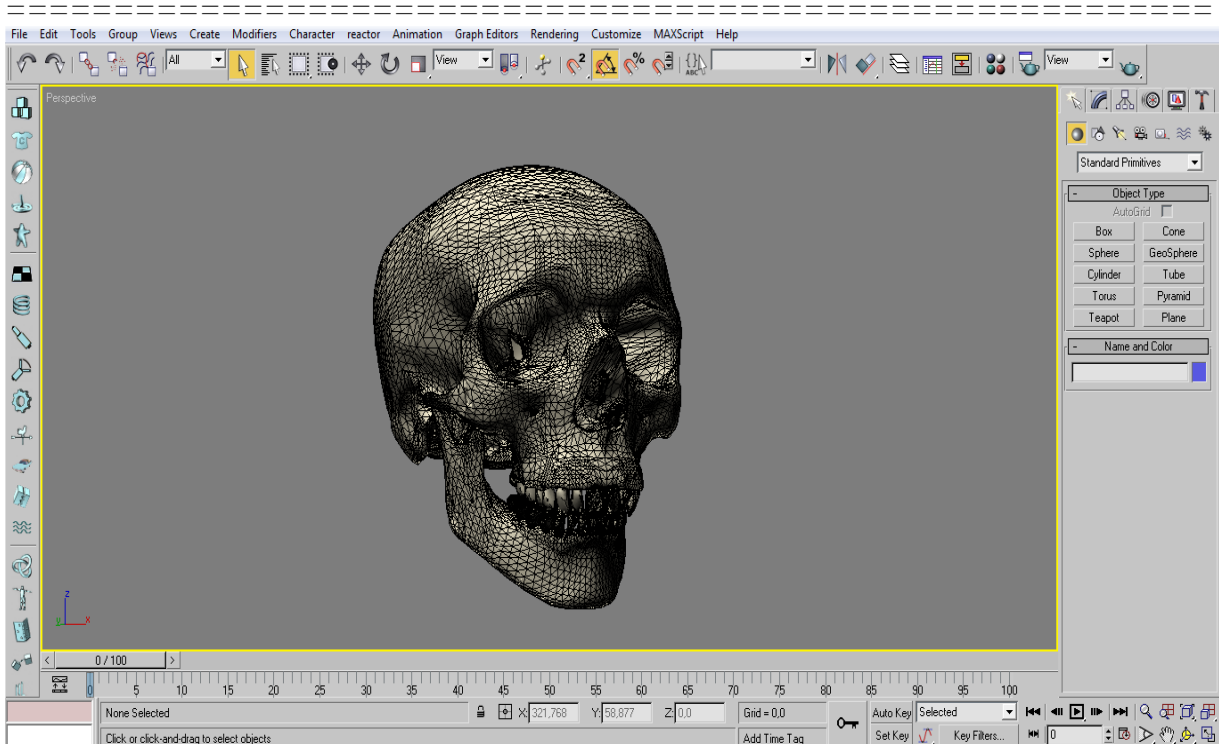 File Edit Tools Group Views Create Modifiers Character reactor Animation Graph Editors Rendering Customize MAXScript Help
All View 2 % {} ABC View
Perspective
Standard Primitives
- Object Type
AutoGrid
Box Cone
Sphere GeoSphere
Cylinder Tube
Torus Pyramid
Teapot Plane
- Name and Color
z
y x
< 0 / 100 >
0 5 10 15 20 25 30 35 40 45 50 55 60 65 70 75 80 85 90 95 100
None Selected X: 321,768 Y: 58,877 Z: 0,0 Grid = 0,0 Auto Key Selected
Click or click-and-drag to select objects Add Time Tag Set Key Key Filters... 0